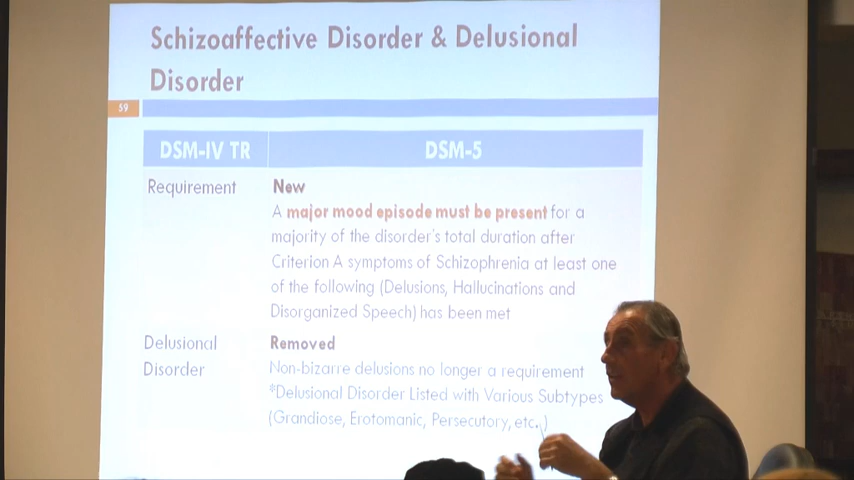 Schizoaffective Disorder & Delusional
Disorder
59
DSM-IV TR
DSM-5
Requirement
New
A major mood episode must be present for a
majority of the disorder's total duration after
Criterion A symptoms of Schizophrenia at least one
of the following (Delusions, Hallucinations and
Disorganized Speech) has been met
Delusional
Disorder
Removed
Non-bizarre delusions no longer a requirement
*Delusional Disorder Listed with Various Subtypes
(Grandiose, Erotomanic, Persecutory, etc.)